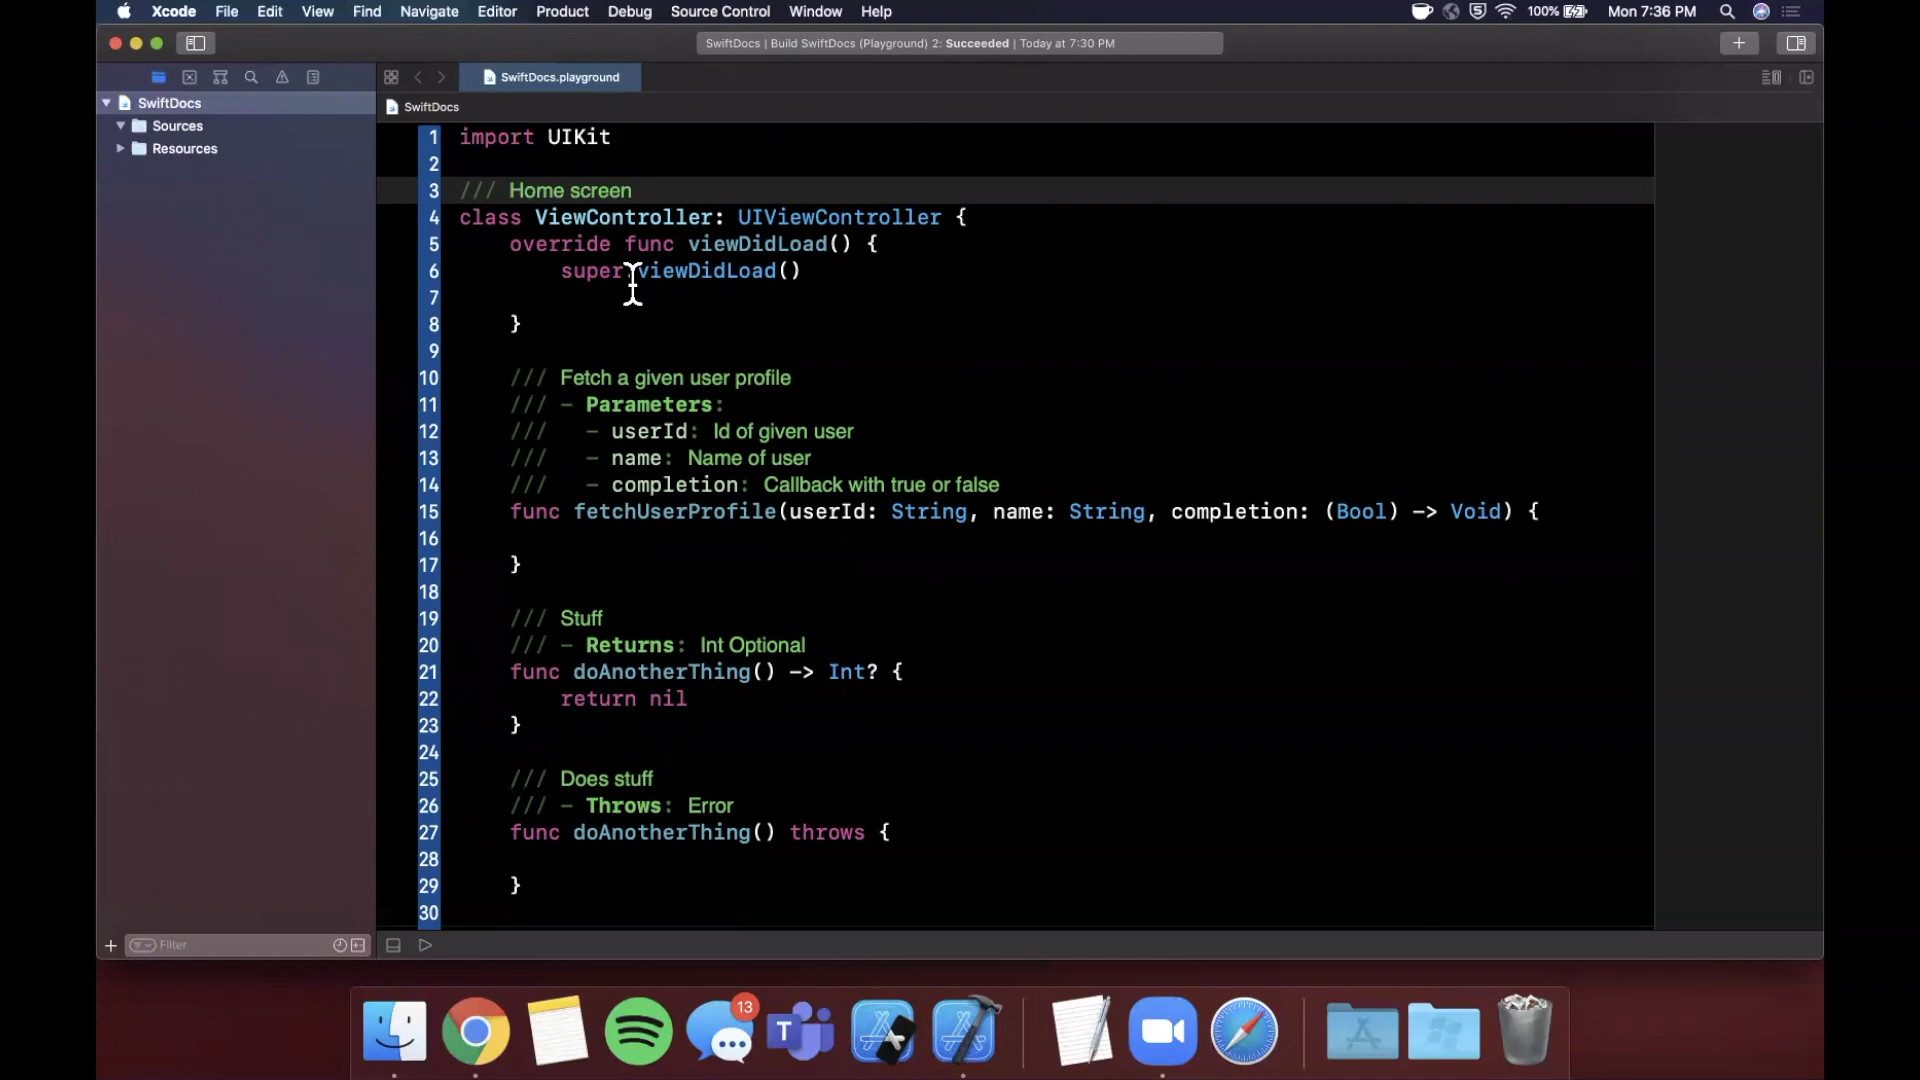 Xcode File Edit View Find Navigate Editor Product Debug Source Control Window Help 100% Mon 7:36 PM
SwiftDocs | Build SwiftDocs (Playground) 2: Succeeded | Today at 7:30 PM
SwiftDocs.playground
SwiftDocs
SwiftDocs
Sources
Resources
1 import UIKit
2
3 /// Home screen
4 class ViewController: UIViewController {
5 override func viewDidLoad() {
6 super.viewDidLoad()
7
8 }
9
10 /// Fetch a given user profile
11 /// - Parameters:
12 /// - userId: Id of given user
13 /// - name: Name of user
14 /// - completion: Callback with true or false
15 func fetchUserProfile(userId: String, name: String, completion: (Bool) -> Void) {
16
17 }
18
19 /// Stuff
20 /// - Returns: Int Optional
21 func doAnotherThing() -> Int? {
22 return nil
23 }
24
25 /// Does stuff
26 /// - Throws: Error
27 func doAnotherThing() throws {
28
29 }
30
Filter
13
T